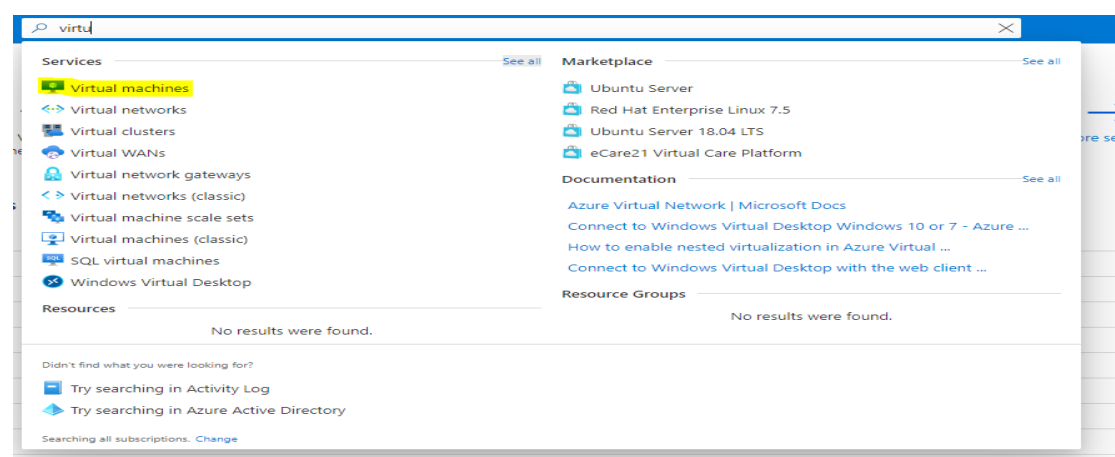 virtu
Services See all
Virtual machines
Virtual networks
Virtual clusters
Virtual WANs
Virtual network gateways
Virtual networks (classic)
Virtual machine scale sets
Virtual machines (classic)
SQL virtual machines
Windows Virtual Desktop
Resources
No results were found.
Marketplace See all
Ubuntu Server
Red Hat Enterprise Linux 7.5
Ubuntu Server 18.04 LTS
eCare21 Virtual Care Platform
Documentation See all
Azure Virtual Network | Microsoft Docs
Connect to Windows Virtual Desktop Windows 10 or 7 - Azure ...
How to enable nested virtualization in Azure Virtual ...
Connect to Windows Virtual Desktop with the web client ...
Resource Groups
No results were found.
Didn't find what you were looking for?
Try searching in Activity Log
Try searching in Azure Active Directory
Searching all subscriptions. Change